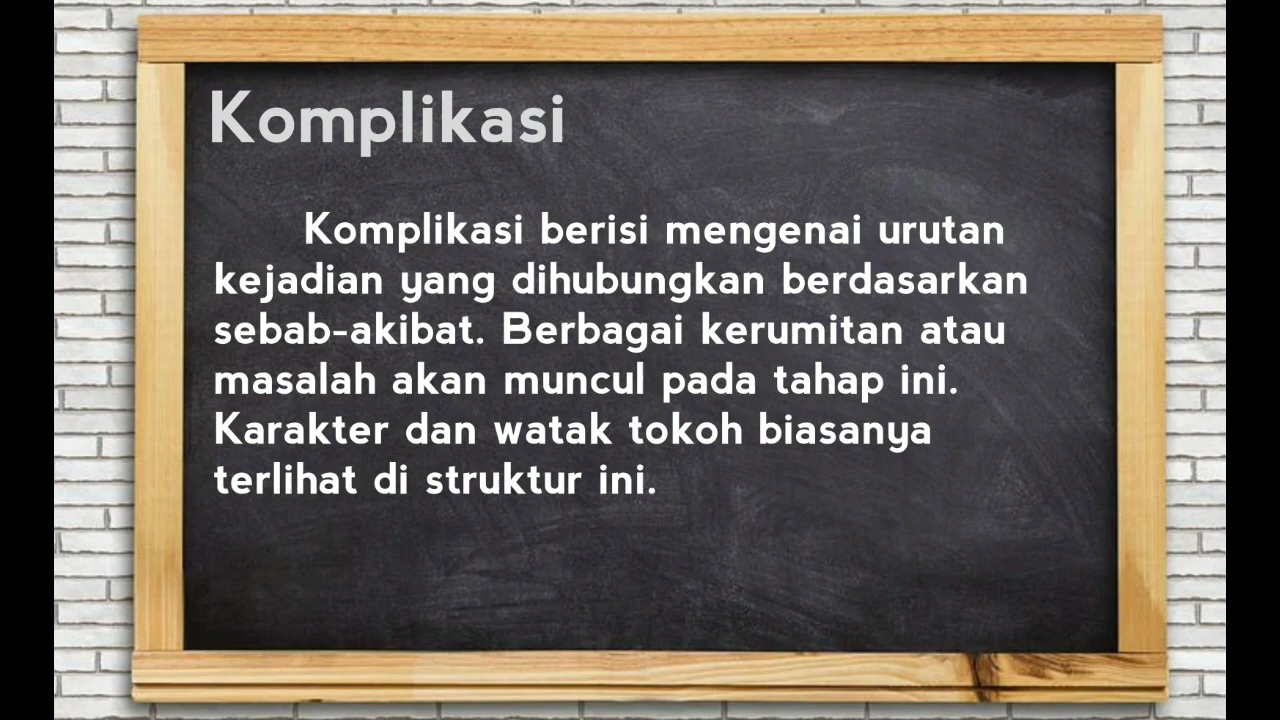 Komplikasi
Komplikasi berisi mengenai urutan
kejadian yang dihubungkan berdasarkan
sebab-akibat. Berbagai kerumitan atau
masalah akan muncul pada tahap ini.
Karakter dan watak tokoh biasanya
terlihat di struktur ini.